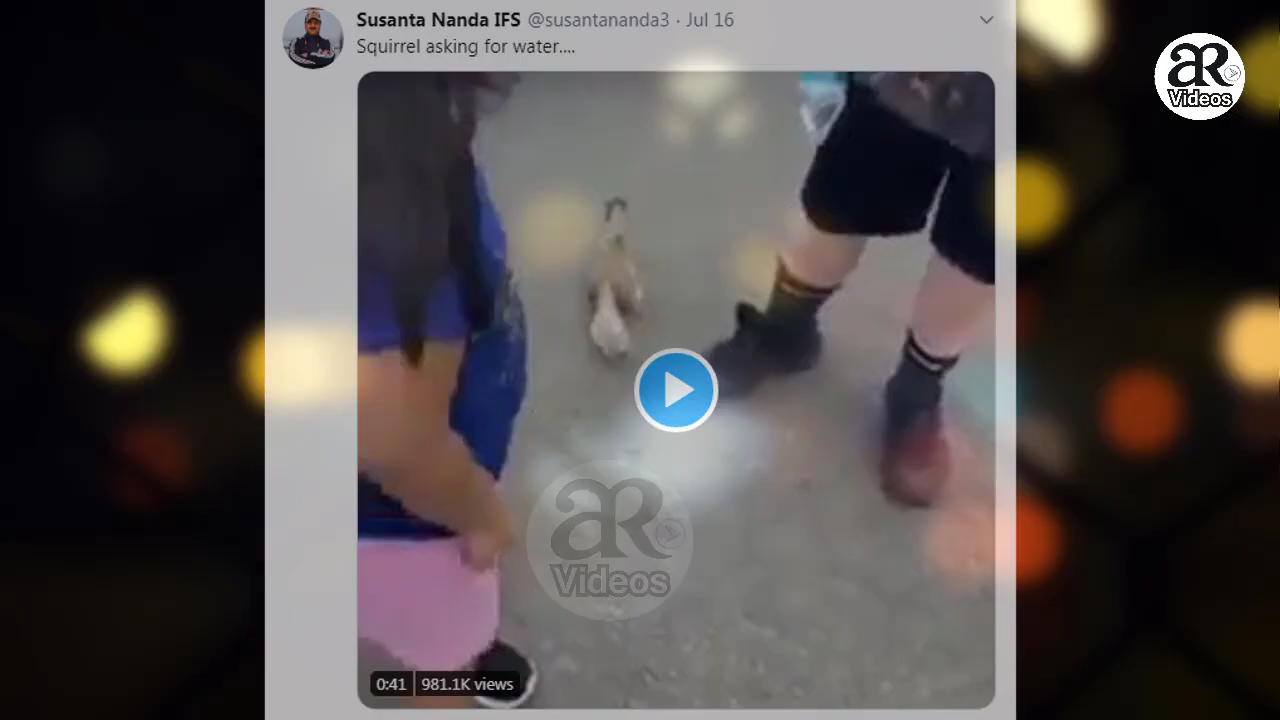 Susanta Nanda IFS @susantananda3 · Jul 16
Squirrel asking for water....
aR
Videos
aR
Videos
0:41 981.1K views